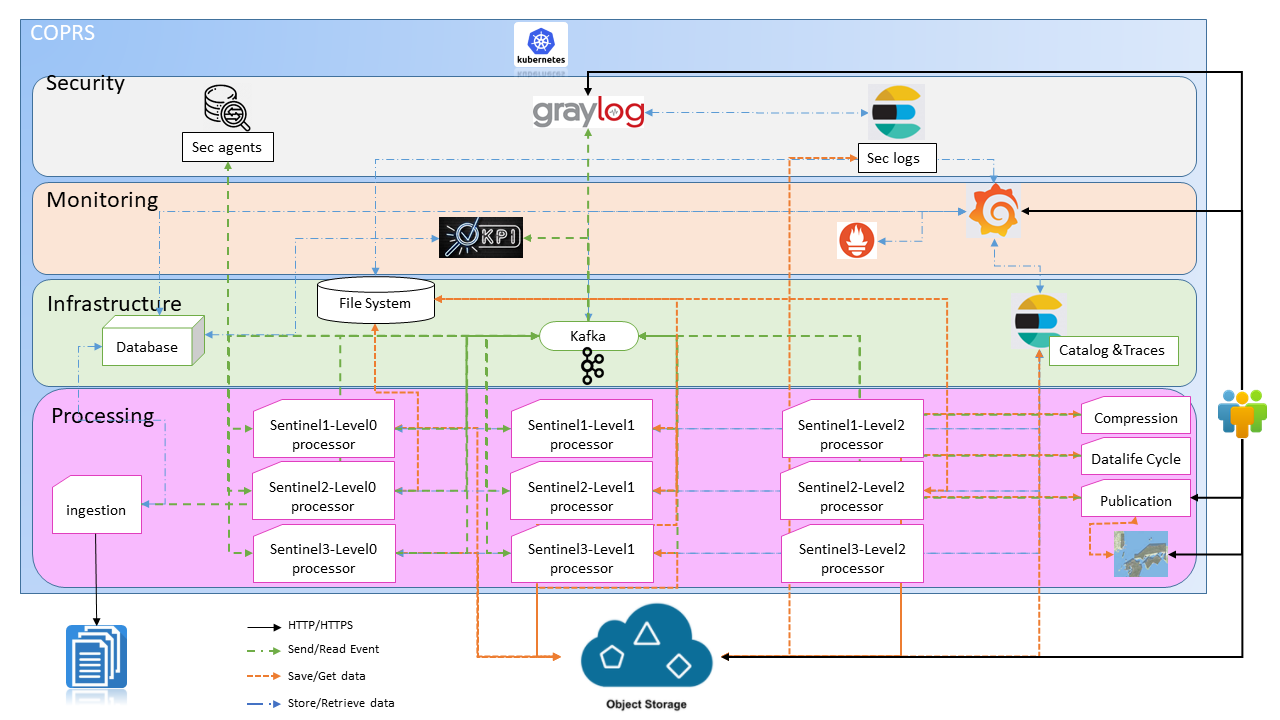 COPRS
kubernetes
Security
graylog
Sec agents
Sec logs
Monitoring
KPI
Infrastructure
File System
Database
Kafka
Catalog &Traces
Processing
Sentinel1-Level0
processor
Sentinel1-Level1
processor
Sentinel1-Level2
processor
Compression
Datalife Cycle
Sentinel2-Level0
processor
Sentinel2-Level1
processor
Sentinel2-Level2
processor
Publication
ingestion
Sentinel3-Level0
processor
Sentinel3-Level1
processor
Sentinel3-Level2
processor
HTTP/HTTPS
Send/Read Event
Save/Get data
Store/Retrieve data
Object Storage